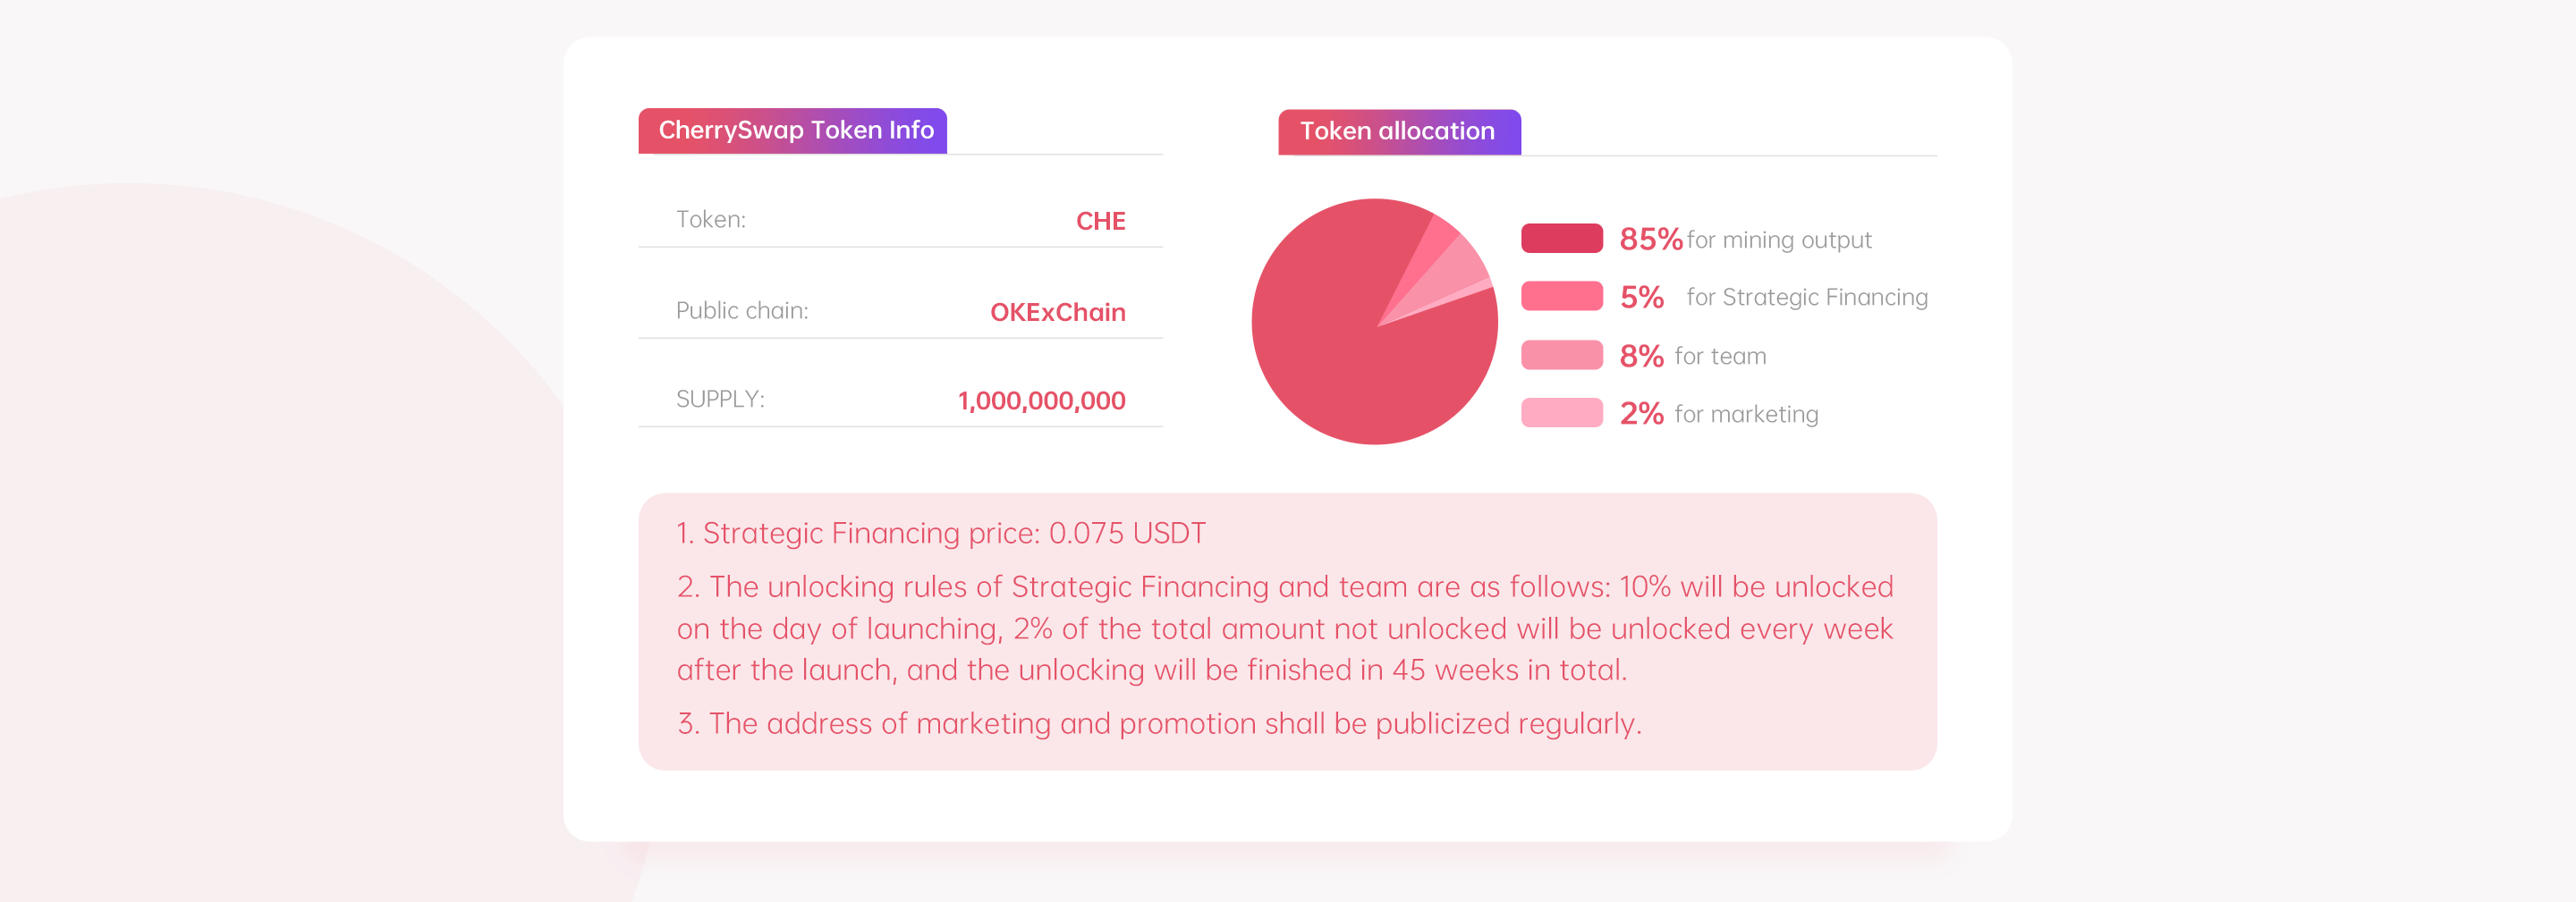 CherrySwap Token Info
Token: CHE
Public chain: OKExChain
SUPPLY: 1,000,000,000
Token allocation
85% for mining output
5% for Strategic Financing
8% for team
2% for marketing
1. Strategic Financing price: 0.075 USDT
2. The unlocking rules of Strategic Financing and team are as follows: 10% will be unlocked
on the day of launching, 2% of the total amount not unlocked will be unlocked every week
after the launch, and the unlocking will be finished in 45 weeks in total.
3. The address of marketing and promotion shall be publicized regularly.